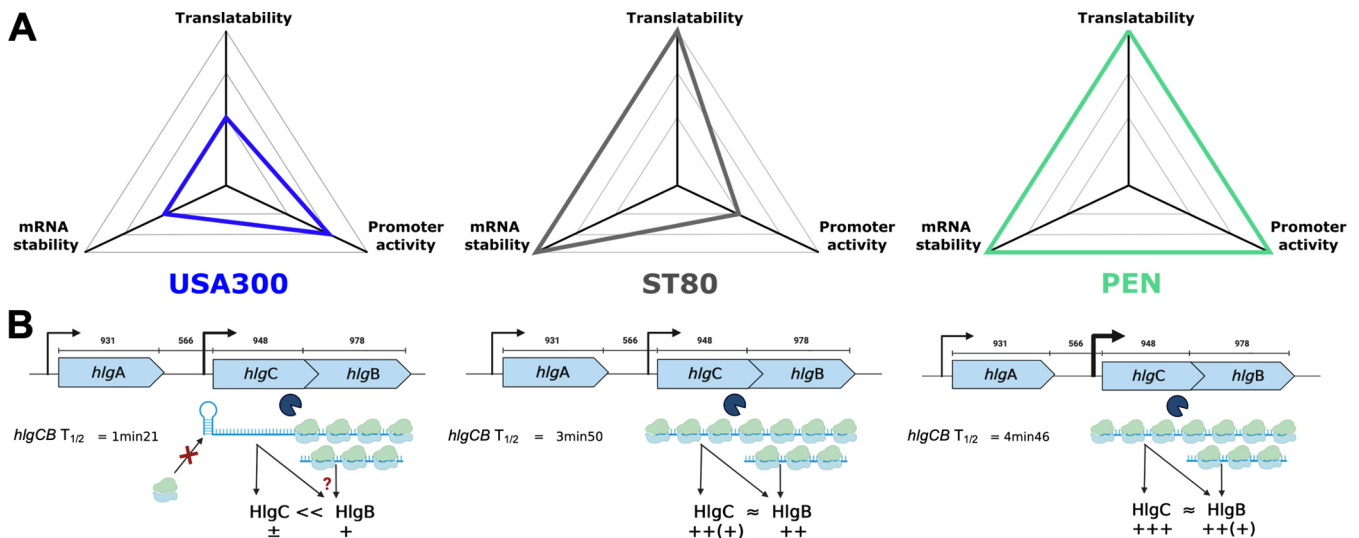 A
Translatability
mRNA
stability
Promoter
activity
USA300
Translatability
mRNA
stability
Promoter
activity
ST80
Translatability
mRNA
stability
Promoter
activity
PEN
B
931 566 948 978
hlgA hlgC hlgB
hlgCB T1/2 = 1min21
?
HlgC << HlgB
± +
931 566 948 978
hlgA hlgC hlgB
hlgCB T1/2 = 3min50
HlgC ≈ HlgB
++(+) ++
931 566 948 978
hlgA hlgC hlgB
hlgCB T1/2 = 4min46
HlgC ≈ HlgB
+++ ++(+)